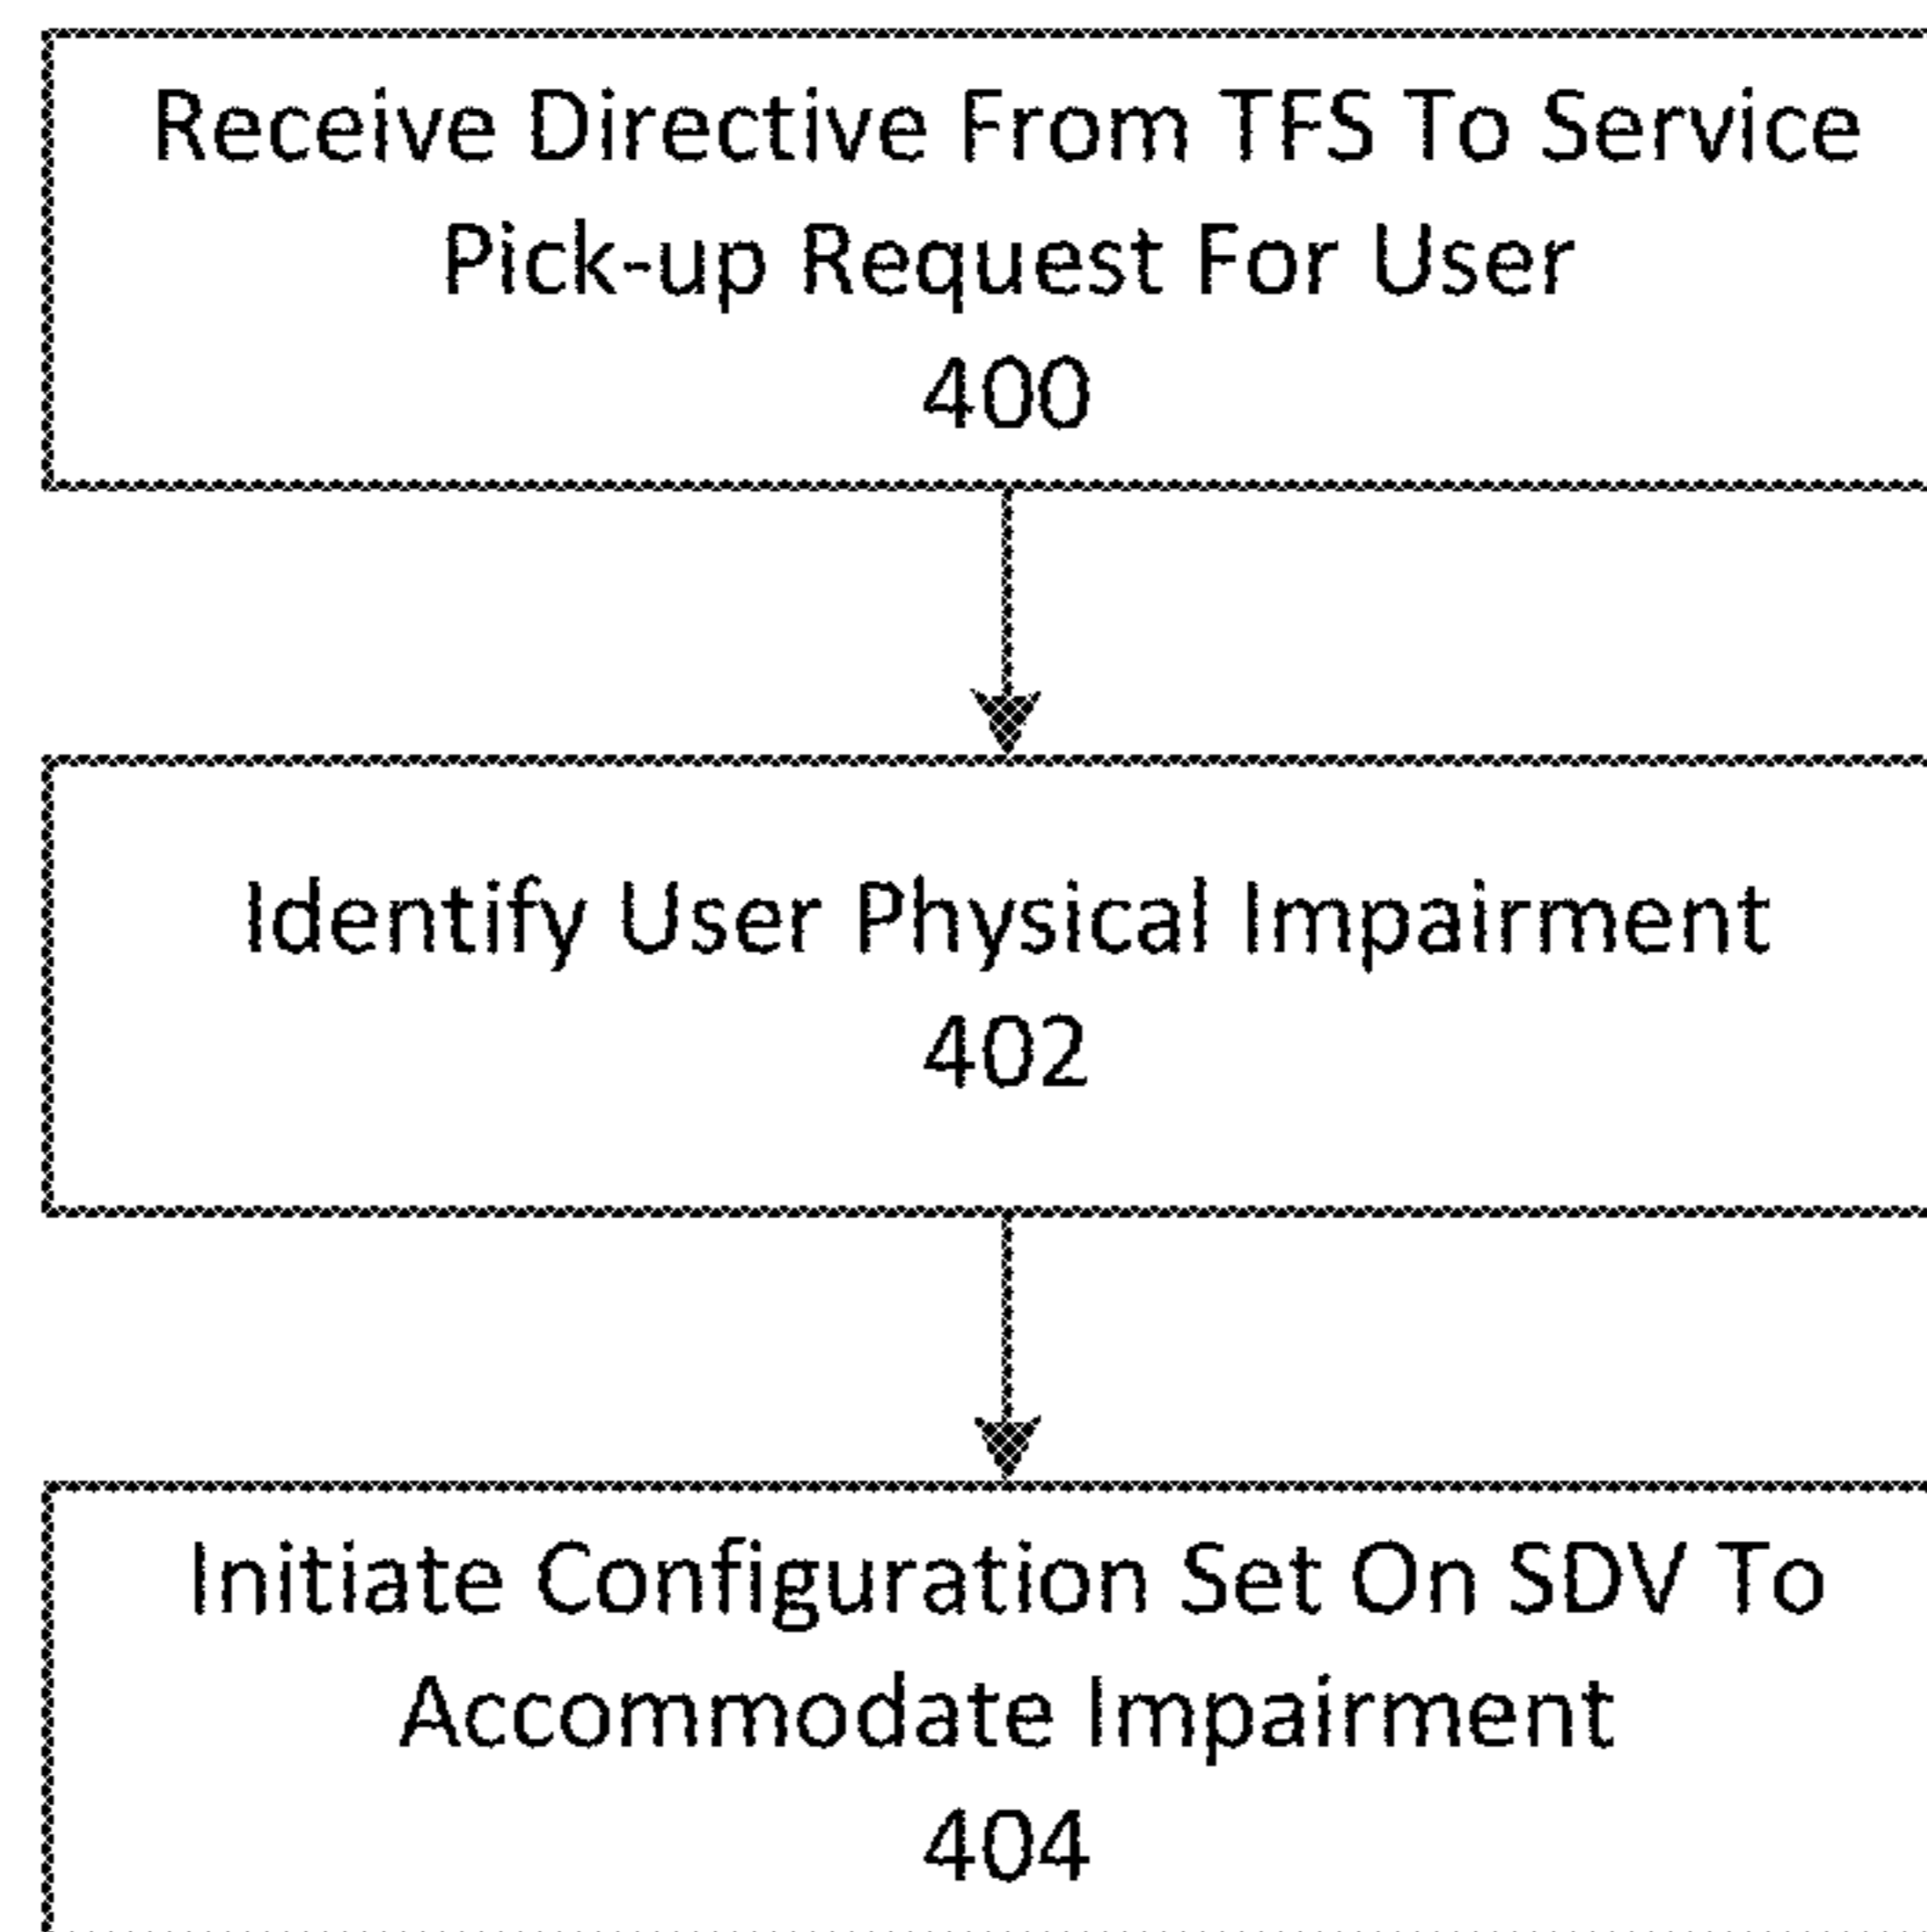 Receive Directive From TFS To Service
Pick-up Request For User
400
Identify User Physical Impairment
402
Initiate Configuration Set On SDV To
Accommodate Impairment
404